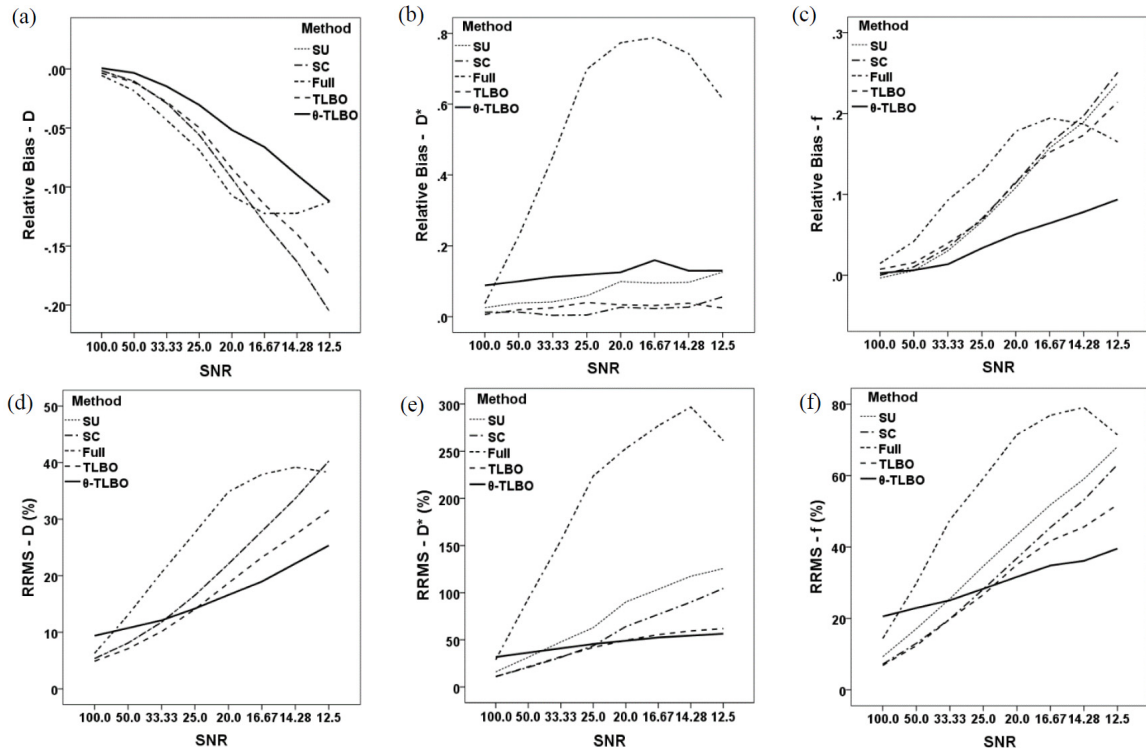 (a)
Method
SU
SC
Full
TLBO
θ-TLBO
.00
-.05
-.10
-.15
-.20
Relative Bias - D
100.0 50.0 33.33 25.0 20.0 16.67 14.28 12.5
SNR
(b)
Method
SU
SC
Full
TLBO
θ-TLBO
.8
.6
.4
.2
.0
Relative Bias - D*
100.0 50.0 33.33 25.0 20.0 16.67 14.28 12.5
SNR
(c)
Method
SU
SC
Full
TLBO
θ-TLBO
.3
.2
.1
.0
Relative Bias - f
100.0 50.0 33.33 25.0 20.0 16.67 14.28 12.5
SNR
(d)
Method
SU
SC
Full
TLBO
θ-TLBO
50
40
30
20
10
0
RRMS - D (%)
100.0 50.0 33.33 25.0 20.0 16.67 14.28 12.5
SNR
(e)
Method
SU
SC
Full
TLBO
θ-TLBO
300
250
200
150
100
50
0
RRMS - D* (%)
100.0 50.0 33.33 25.0 20.0 16.67 14.28 12.5
SNR
(f)
Method
SU
SC
Full
TLBO
θ-TLBO
80
60
40
20
0
RRMS - f (%)
100.0 50.0 33.33 25.0 20.0 16.67 14.28 12.5
SNR